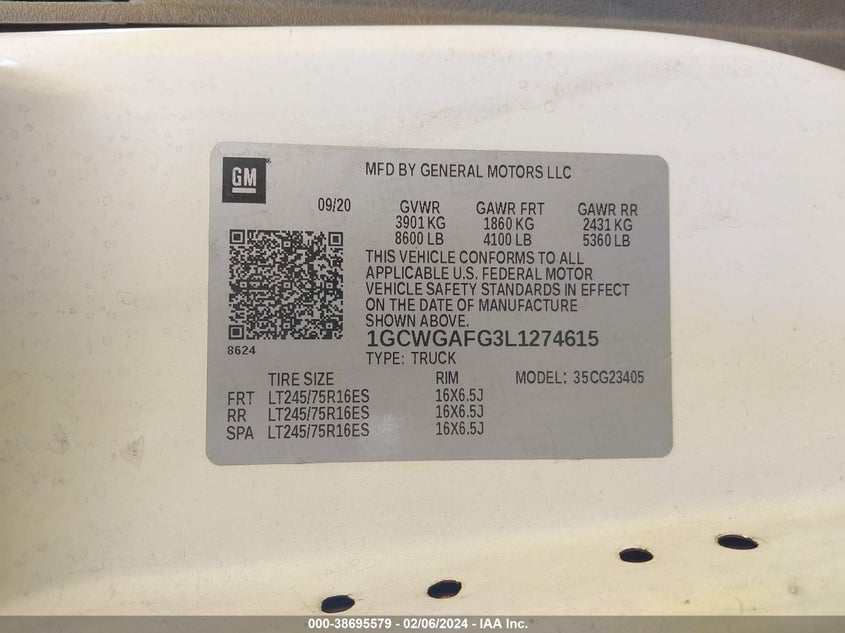 GM
MFD BY GENERAL MOTORS LLC
09/20
GVWR GAWR FRT GAWR RR
3901 KG 1860 KG 2431 KG
8600 LB 4100 LB 5360 LB
THIS VEHICLE CONFORMS TO ALL
APPLICABLE U.S. FEDERAL MOTOR
VEHICLE SAFETY STANDARDS IN EFFECT
ON THE DATE OF MANUFACTURE
SHOWN ABOVE.
1GCWGAFG3L1274615
8624
TYPE: TRUCK
TIRE SIZE RIM MODEL: 35CG23405
FRT LT245/75R16ES 16X6.5J
RR LT245/75R16ES 16X6.5J
SPA LT245/75R16ES 16X6.5J
000-38695579 - 02/06/2024 - IAA Inc.